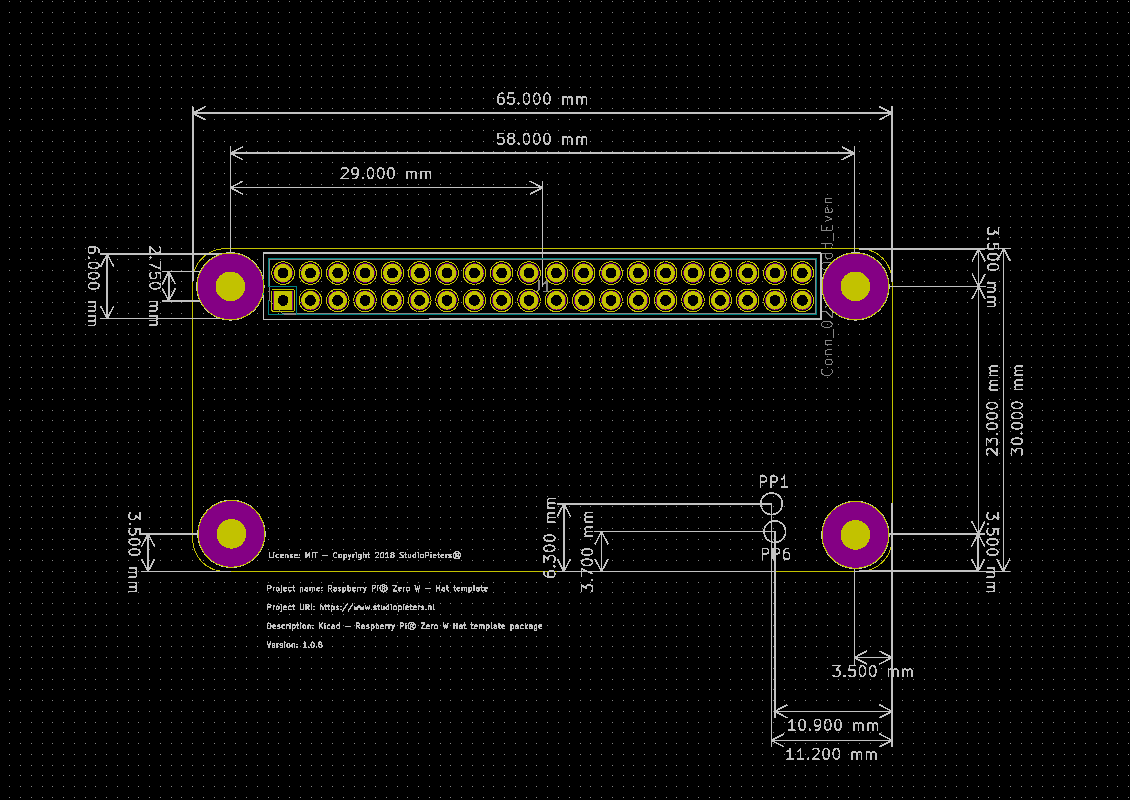 65.000 mm
58.000 mm
29.000 mm
6.000 mm
2.750 mm
3.500 mm
23.000 mm
30.000 mm
PP1
3.500 mm
6.300 mm
3.700 mm
PP6
3.500 mm
License: MIT – Copyright 2018 StudioPieters®
Project name: Raspberry Pi® Zero W – Hat template
Project URl: https://www.studiopieters.nl
Description: Kicad – Raspberry Pi® Zero W Hat template package
Version: 1.0.6
3.500 mm
10.900 mm
11.200 mm